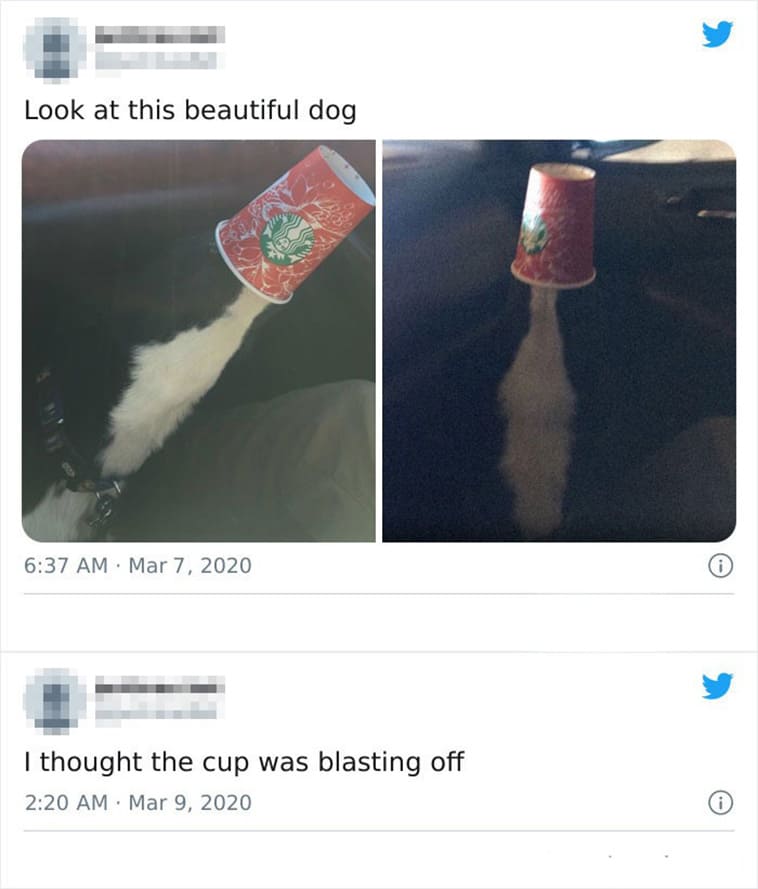 Look at this beautiful dog
6:37 AM · Mar 7, 2020
I thought the cup was blasting off
2:20 AM · Mar 9, 2020